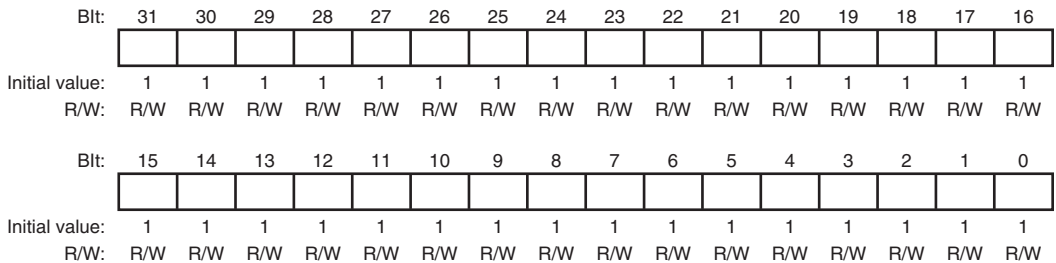 BIt: 31 30 29 28 27 26 25 24 23 22 21 20 19 18 17 16
Initial value: 1 1 1 1 1 1 1 1 1 1 1 1 1 1 1 1
R/W: R/W R/W R/W R/W R/W R/W R/W R/W R/W R/W R/W R/W R/W R/W R/W R/W
BIt: 15 14 13 12 11 10 9 8 7 6 5 4 3 2 1 0
Initial value: 1 1 1 1 1 1 1 1 1 1 1 1 1 1 1 1
R/W: R/W R/W R/W R/W R/W R/W R/W R/W R/W R/W R/W R/W R/W R/W R/W R/W